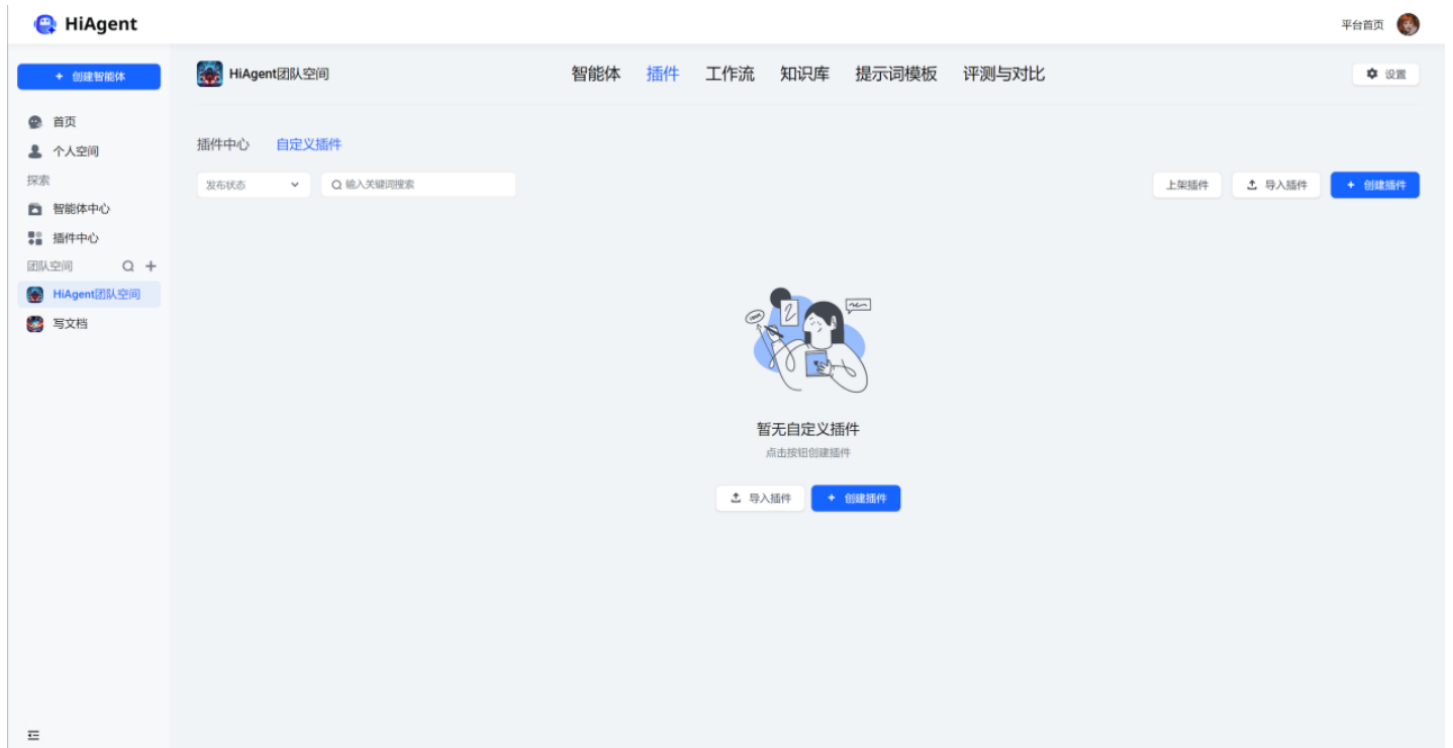 HiAgent
平台首页
+ 创建智能体
首页
个人空间
探索
智能体中心
插件中心
团队空间
HiAgent团队空间
写文档
HiAgent团队空间
智能体 插件 工作流 知识库 提示词模板 评测与对比
设置
插件中心 自定义插件
发布状态 输入关键词搜索
上架插件 导入插件 + 创建插件
暂无自定义插件
点击按钮创建插件
导入插件 + 创建插件